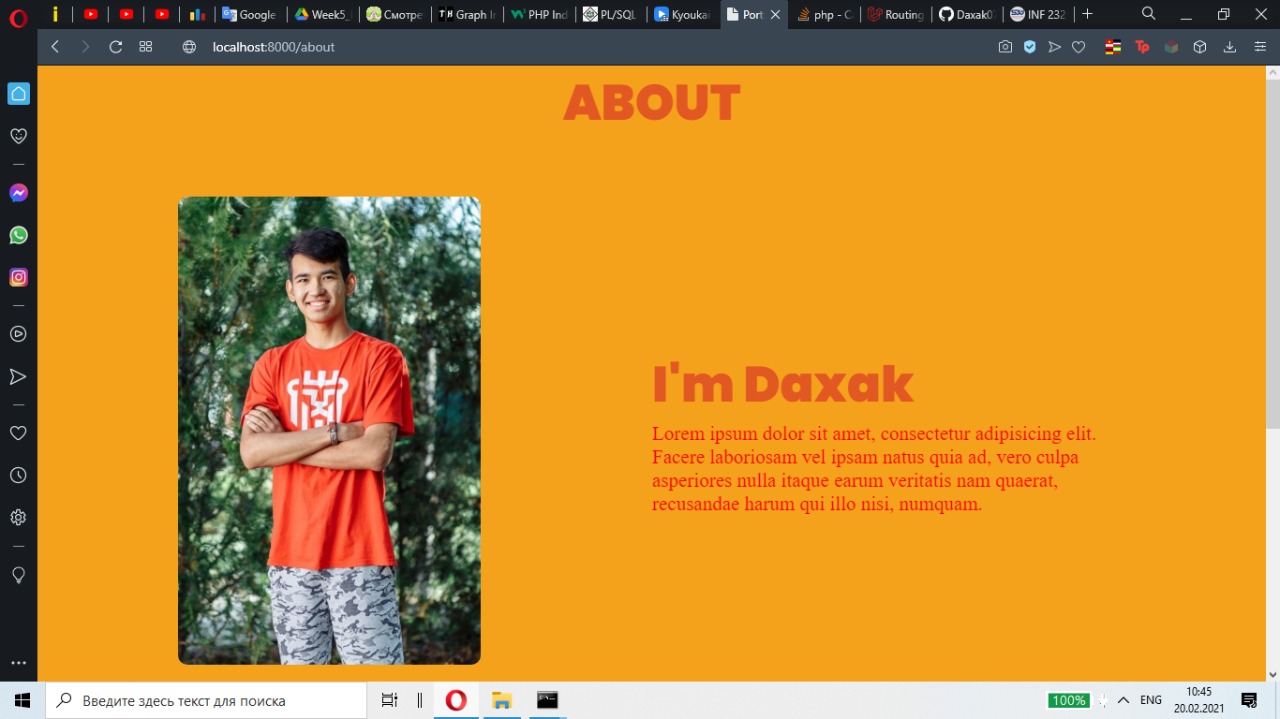 Google
Week5_
Смотре
Graph In
PHP Ind
PL/SQL
Kyoukai
Port
php - C
Routing
Daxak07
INF 232
localhost:8000/about
ABOUT
I'm Daxak
Lorem ipsum dolor sit amet, consectetur adipisicing elit.
Facere laboriosam vel ipsam natus quia ad, vero culpa
asperiores nulla itaque earum veritatis nam quaerat,
recusandae harum qui illo nisi, numquam.
Введите здесь текст для поиска
100%
ENG
10:45
20.02.2021